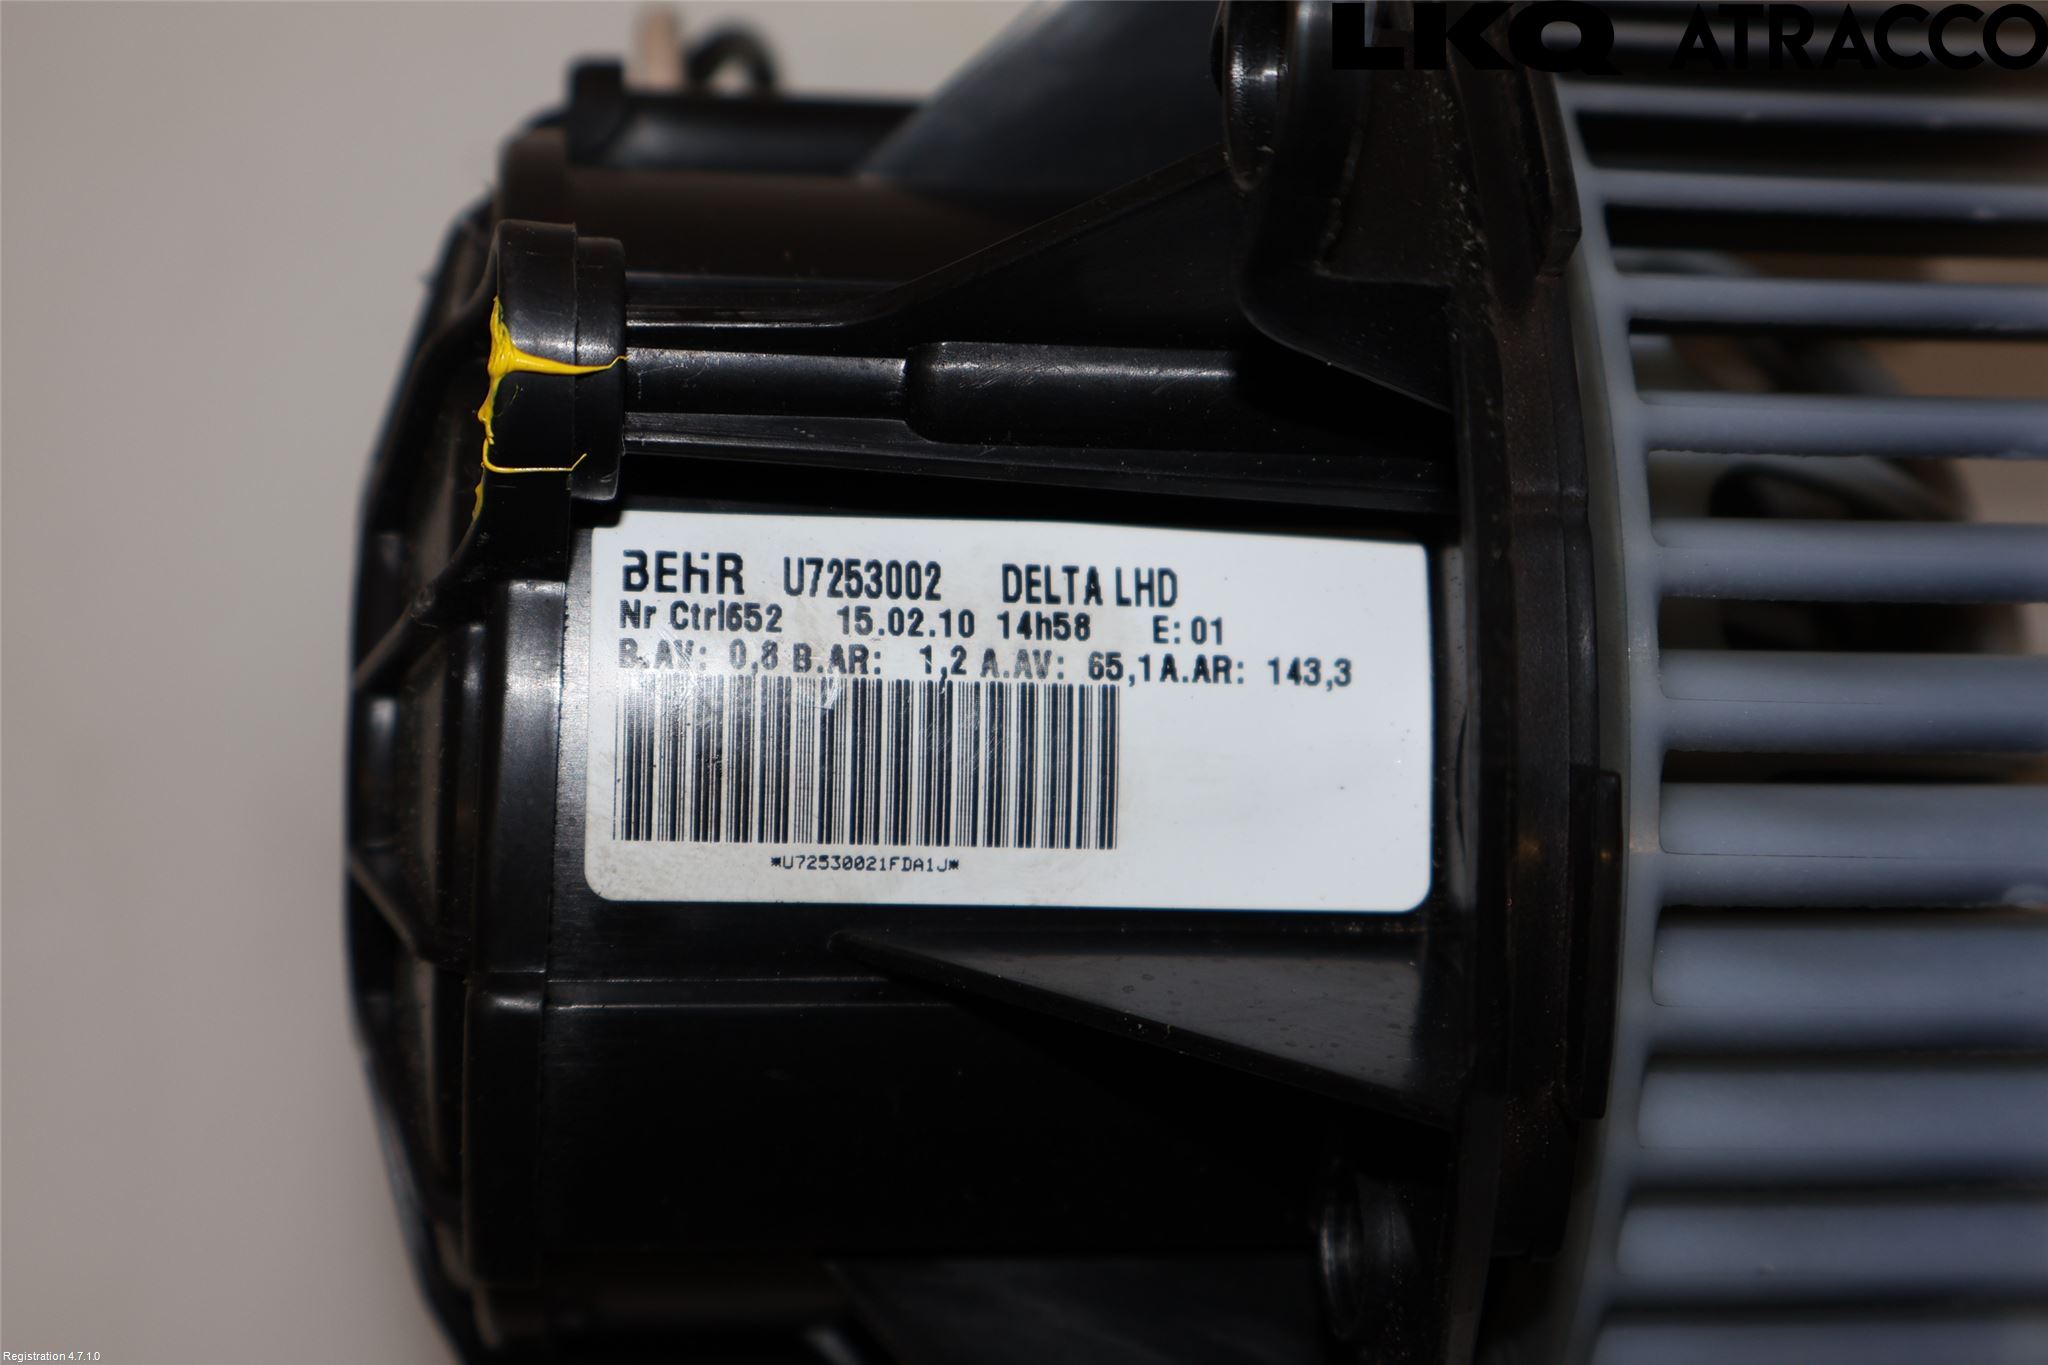 LKQ ATRACCO
BEHR U7253002 DELTA LHD
Nr Ctrl652 15.02.10 14h58 E: 01
B.AV: 0,8 B.AR: 1,2 A.AV: 65,1A.AR: 143,3
*U72530021FDA1J*
Registration 4.7.1.0